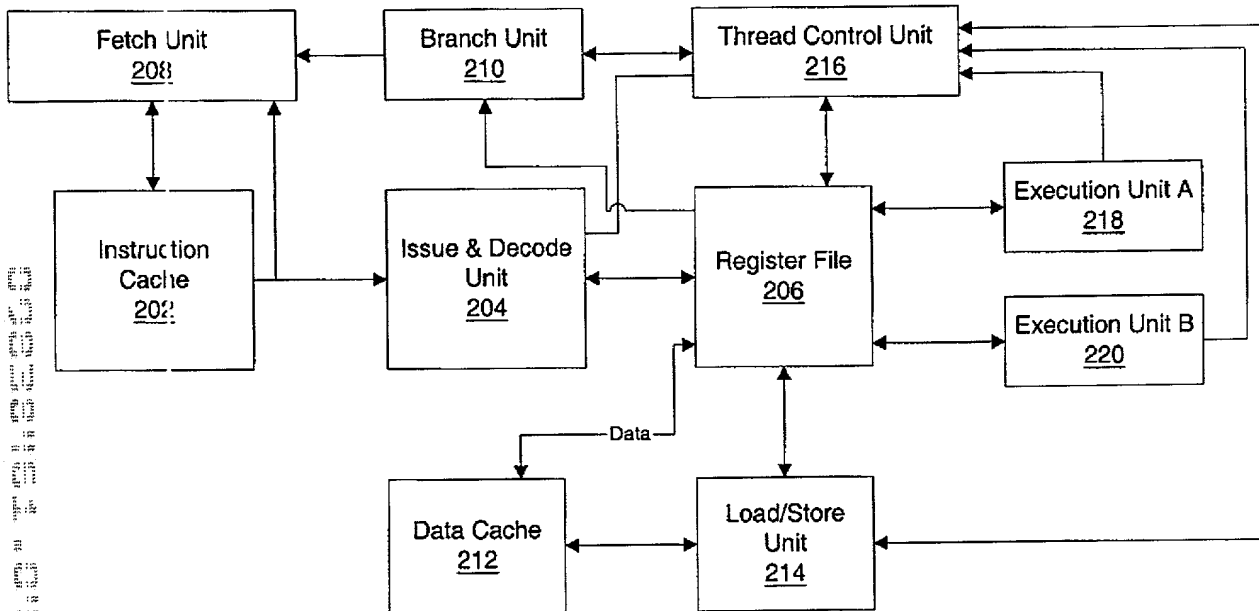 Fetch Unit
208
Branch Unit
210
Thread Control Unit
216
Instruction
Cache
202
Issue & Decode
Unit
204
Register File
206
Execution Unit A
218
Execution Unit B
220
Data
Data Cache
212
Load/Store
Unit
214